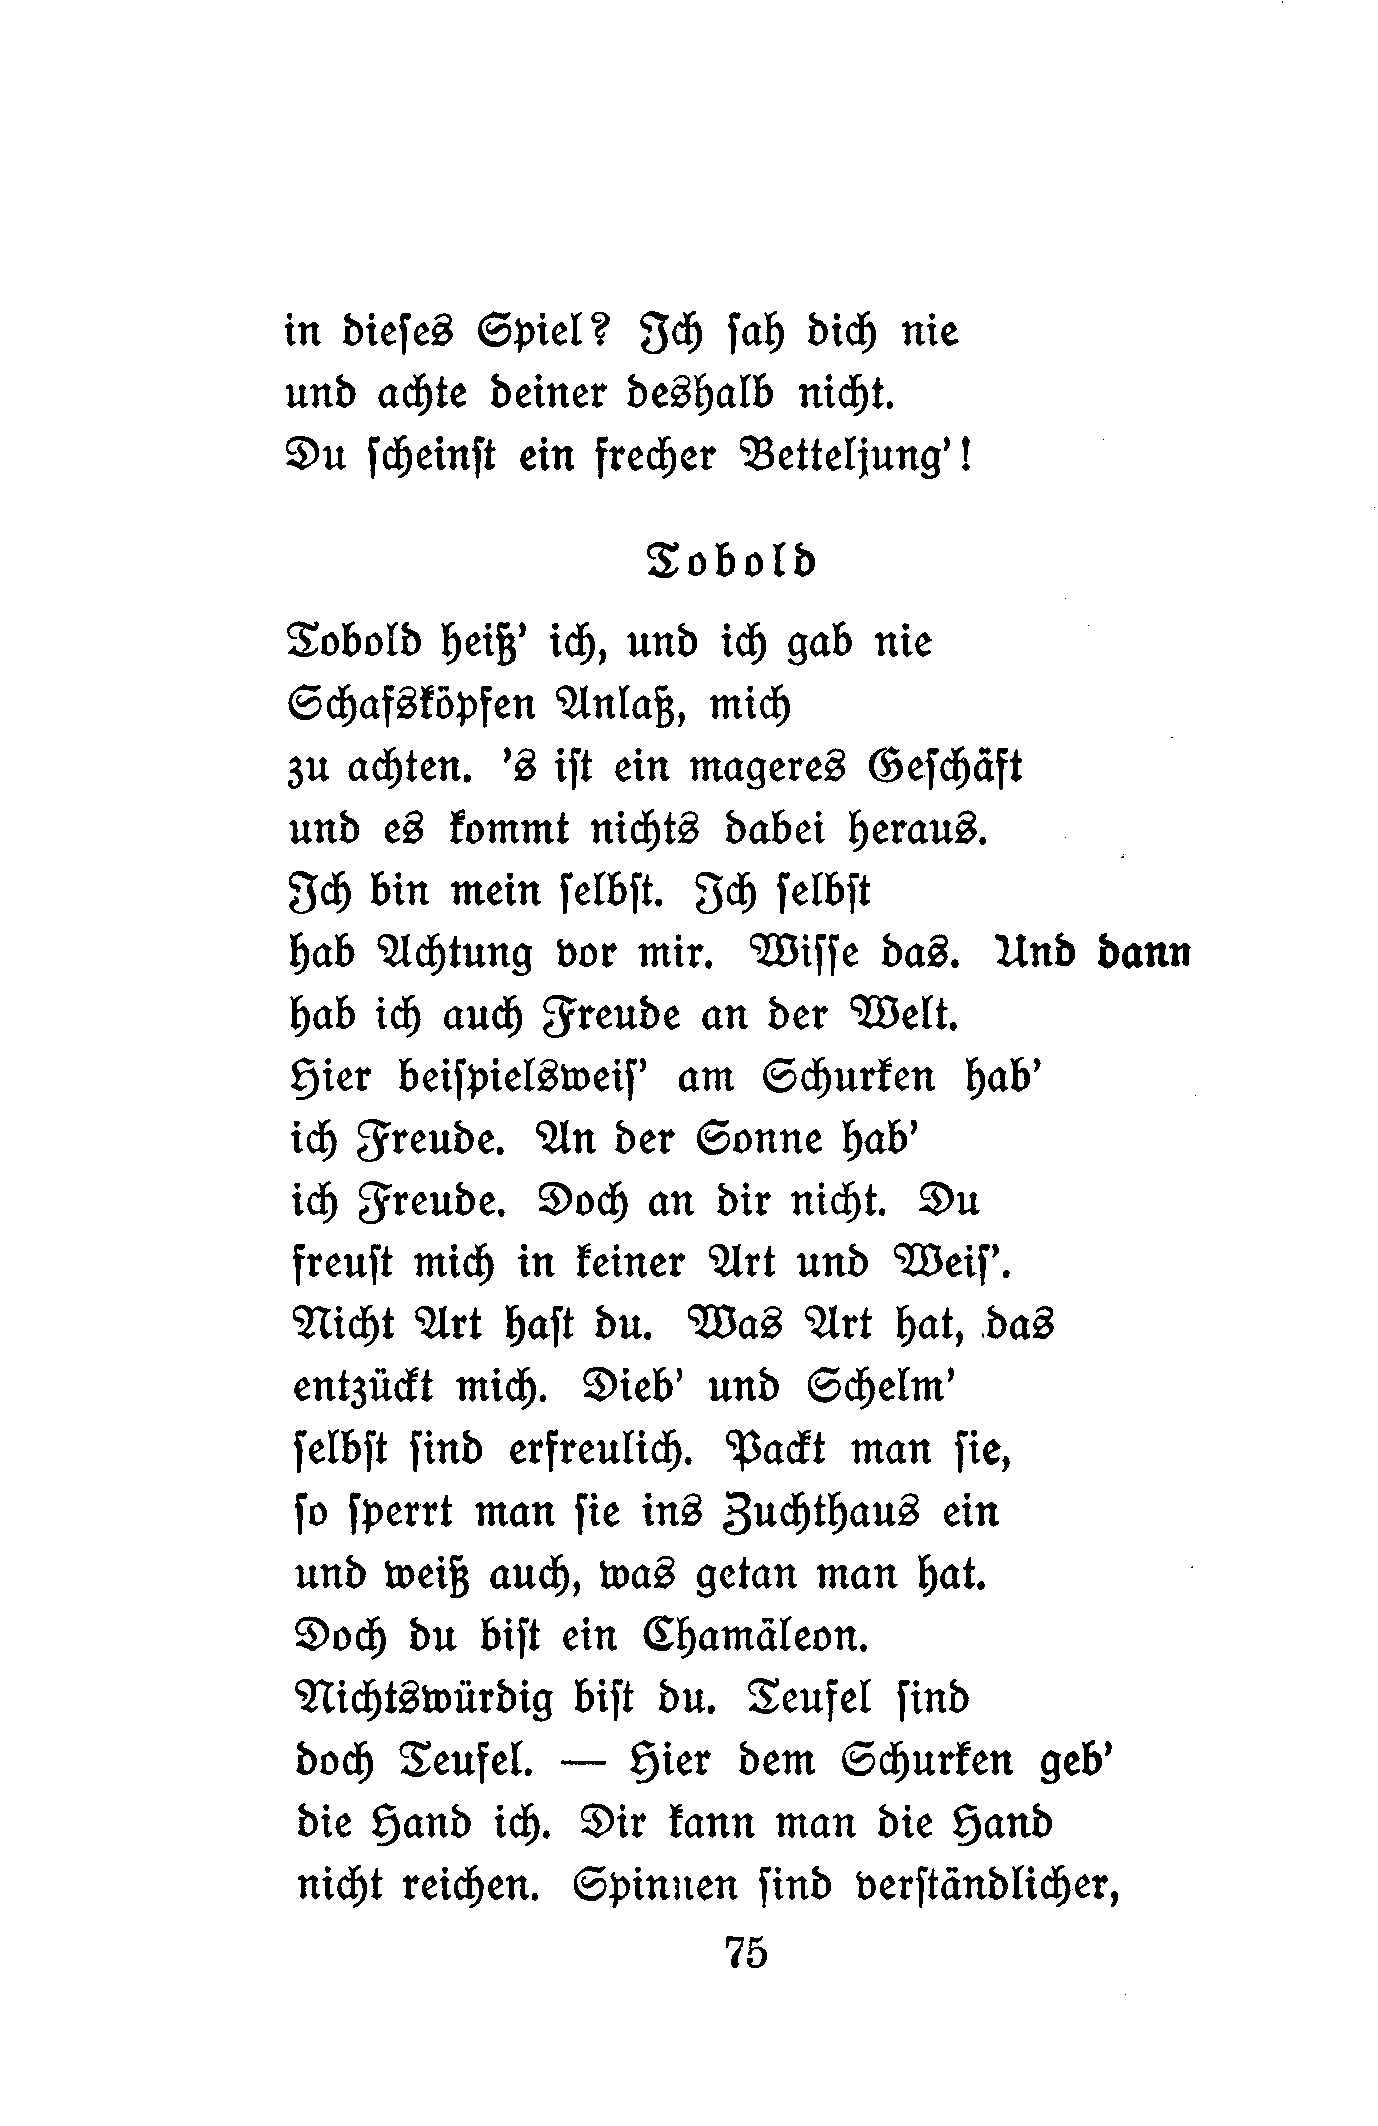 in dieſes Spiel? Ich ſah dich nie
und achte deiner deshalb nicht.
Du ſcheinſt ein frecher Betteljung’!
Tobold
Tobold heiß’ ich, und ich gab nie
Schafsköpfen Anlaß, mich
zu achten. ’s iſt ein mageres Geſchäft
und es kommt nichts dabei heraus.
Ich bin mein ſelbſt. Ich ſelbſt
hab Achtung vor mir. Wiſſe das. Und dann
hab ich auch Freude an der Welt.
Hier beiſpielsweiſ’ am Schurken hab’
ich Freude. An der Sonne hab’
ich Freude. Doch an dir nicht. Du
freuſt mich in keiner Art und Weiſ’.
Nicht Art haſt du. Was Art hat, das
entzückt mich. Dieb’ und Schelm’
ſelbſt ſind erfreulich. Packt man ſie,
ſo ſperrt man ſie ins Zuchthaus ein
und weiß auch, was getan man hat.
Doch du biſt ein Chamäleon.
Nichtswürdig biſt du. Teufel ſind
doch Teufel. — Hier dem Schurken geb’
die Hand ich. Dir kann man die Hand
nicht reichen. Spinnen ſind verſtändlicher,
75